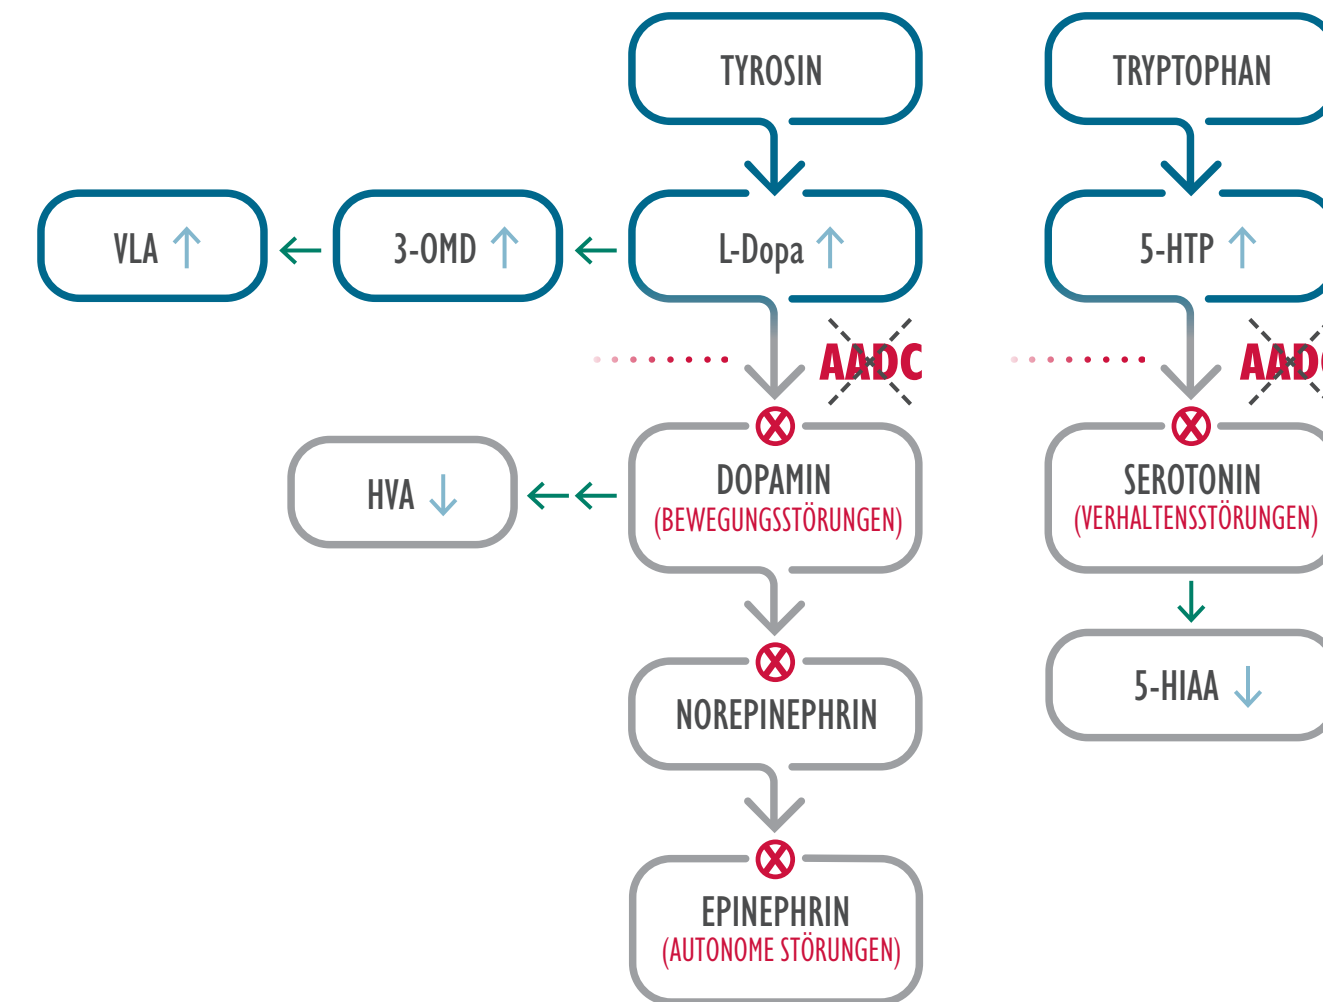 TYROSIN
TRYPTOPHAN
VLA ↑
3-OMD ↑
L-Dopa ↑
5-HTP ↑
AADC
AADC
HVA ↓
DOPAMIN
(BEWEGUNGSSTÖRUNGEN)
SEROTONIN
(VERHALTENSSTÖRUNGEN)
NOREPINEPHRIN
5-HIAA ↓
EPINEPHRIN
(AUTONOME STÖRUNGEN)